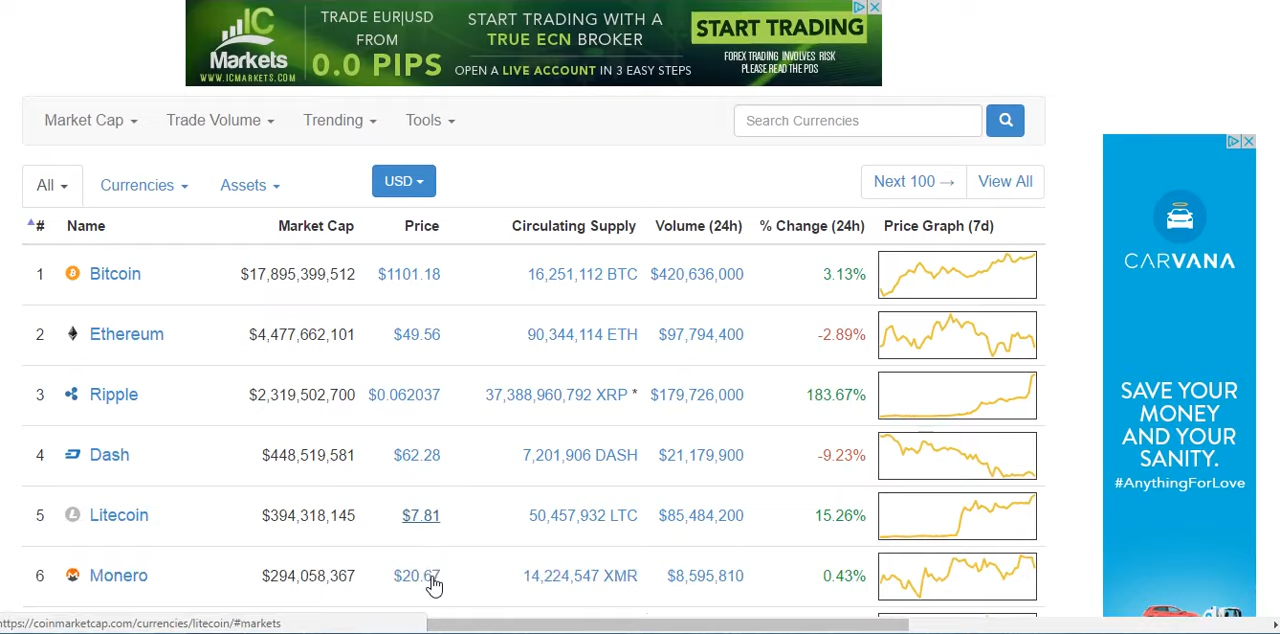 IC Markets
WWW.ICMARKETS.COM
TRADE EUR|USD
FROM
0.0 PIPS
START TRADING WITH A
TRUE ECN BROKER
OPEN A LIVE ACCOUNT IN 3 EASY STEPS
START TRADING
FOREX TRADING INVOLVES RISK
PLEASE READ THE PDS
Market Cap Trade Volume Trending Tools Search Currencies
All Currencies Assets USD Next 100 → View All
# Name Market Cap Price Circulating Supply Volume (24h) % Change (24h) Price Graph (7d)
1 Bitcoin $17,895,399,512 $1101.18 16,251,112 BTC $420,636,000 3.13%
2 Ethereum $4,477,662,101 $49.56 90,344,114 ETH $97,794,400 -2.89%
3 Ripple $2,319,502,700 $0.062037 37,388,960,792 XRP * $179,726,000 183.67%
4 Dash $448,519,581 $62.28 7,201,906 DASH $21,179,900 -9.23%
5 Litecoin $394,318,145 $7.81 50,457,932 LTC $85,484,200 15.26%
6 Monero $294,058,367 $20.67 14,224,547 XMR $8,595,810 0.43%
CARVANA
SAVE YOUR
MONEY
AND YOUR
SANITY.
#AnythingForLove
https://coinmarketcap.com/currencies/litecoin/#markets